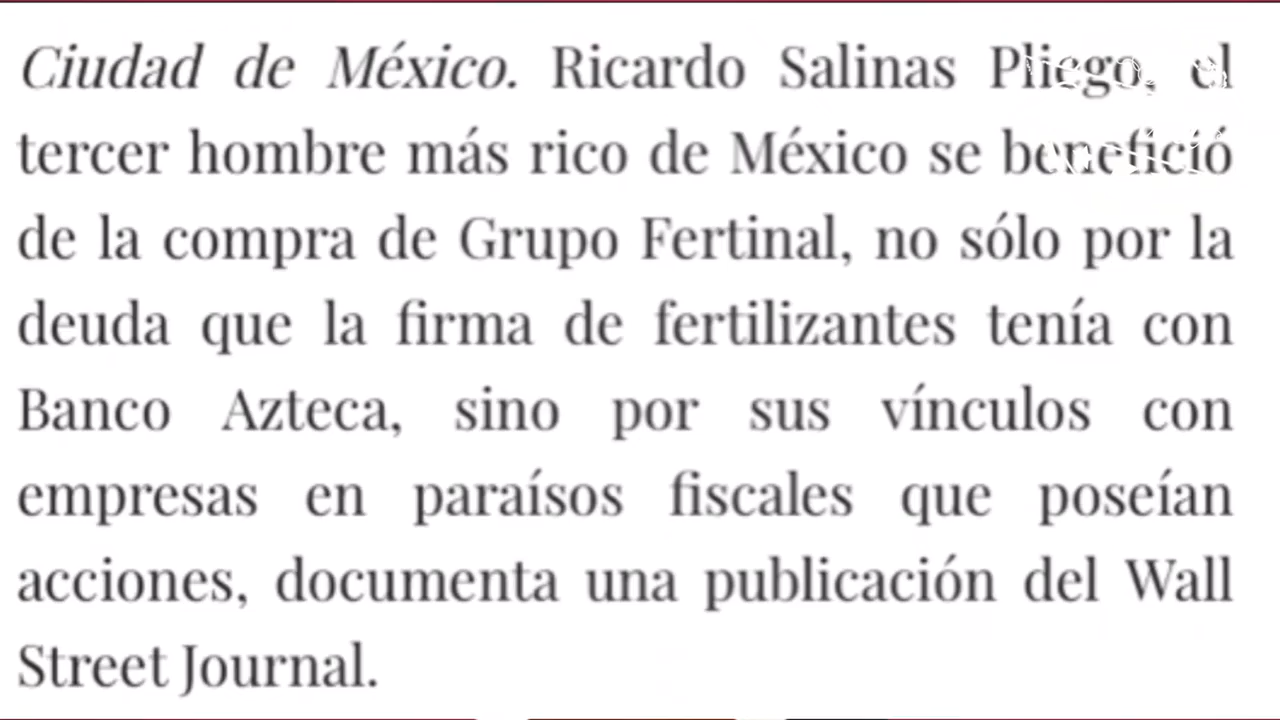 Ciudad de México. Ricardo Salinas Pliego, el
tercer hombre más rico de México se benefició
de la compra de Grupo Fertinal, no sólo por la
deuda que la firma de fertilizantes tenía con
Banco Azteca, sino por sus vínculos con
empresas en paraísos fiscales que poseían
acciones, documenta una publicación del Wall
Street Journal.